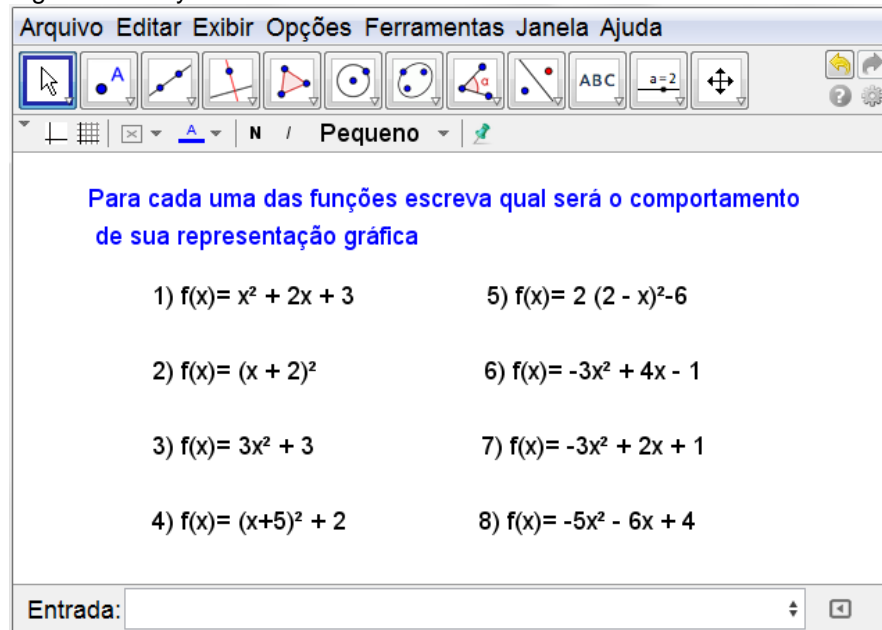 Arquivo Editar Exibir Opções Ferramentas Janela Ajuda
A α ABC a=2
A N I Pequeno
Para cada uma das funções escreva qual será o comportamento
de sua representação gráfica
1) f(x)= x² + 2x + 3
5) f(x)= 2 (2 - x)²-6
2) f(x)= (x + 2)²
6) f(x)= -3x² + 4x - 1
3) f(x)= 3x² + 3
7) f(x)= -3x² + 2x + 1
4) f(x)= (x+5)² + 2
8) f(x)= -5x² - 6x + 4
Entrada: